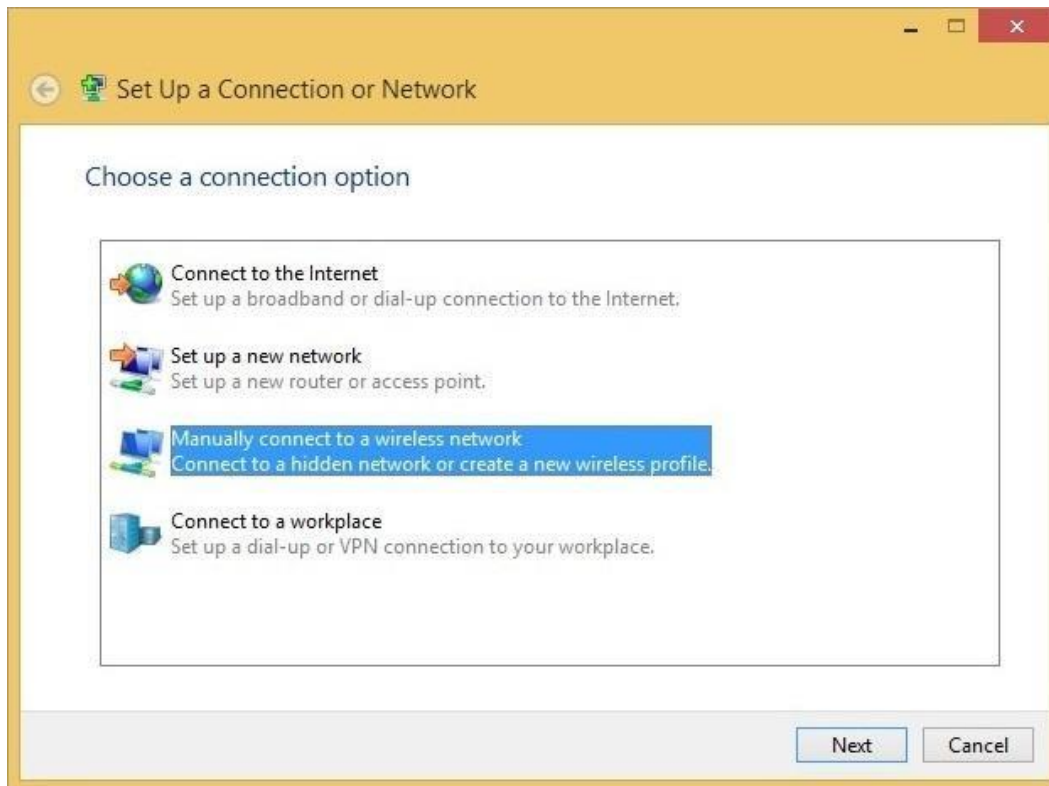 Set Up a Connection or Network
Choose a connection option
Connect to the Internet
Set up a broadband or dial-up connection to the Internet.
Set up a new network
Set up a new router or access point.
Manually connect to a wireless network
Connect to a hidden network or create a new wireless profile.
Connect to a workplace
Set up a dial-up or VPN connection to your workplace.
Next
Cancel